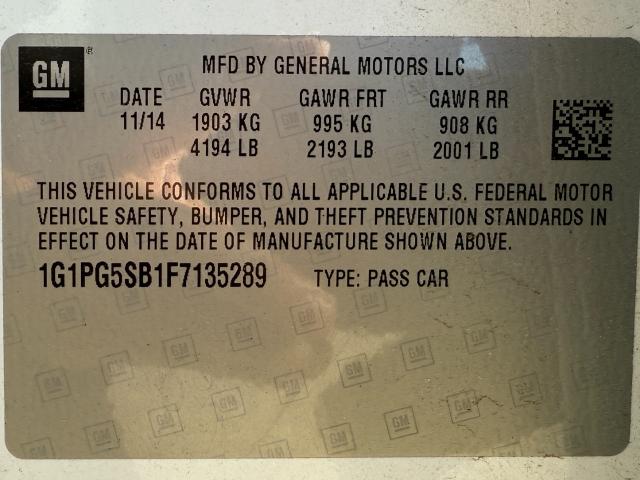 GM ®
MFD BY GENERAL MOTORS LLC
DATE GVWR GAWR FRT GAWR RR
11/14 1903 KG 995 KG 908 KG
4194 LB 2193 LB 2001 LB
THIS VEHICLE CONFORMS TO ALL APPLICABLE U.S. FEDERAL MOTOR
VEHICLE SAFETY, BUMPER, AND THEFT PREVENTION STANDARDS IN
EFFECT ON THE DATE OF MANUFACTURE SHOWN ABOVE.
1G1PG5SB1F7135289 TYPE: PASS CAR